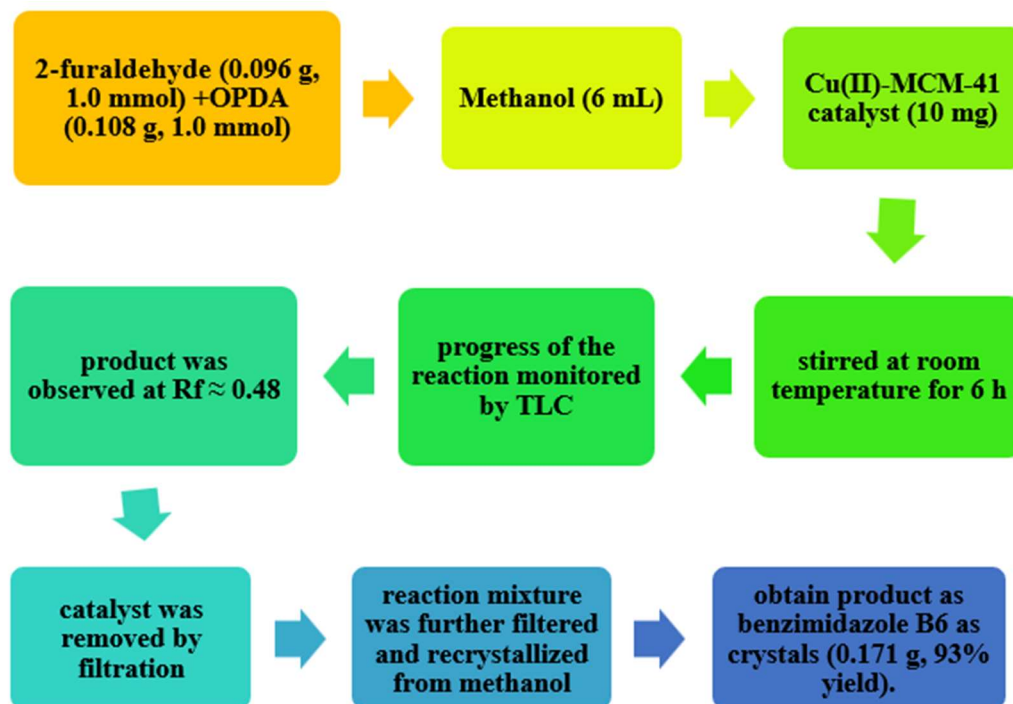 2-furaldehyde (0.096 g,
1.0 mmol) +OPDA
(0.108 g, 1.0 mmol)
Methanol (6 mL)
Cu(II)-MCM-41
catalyst (10 mg)
stirred at room
temperature for 6 h
progress of the
reaction monitored
by TLC
product was
observed at Rf ≈ 0.48
catalyst was
removed by
filtration
reaction mixture
was further filtered
and recrystallized
from methanol
obtain product as
benzimidazole B6 as
crystals (0.171 g, 93%
yield).